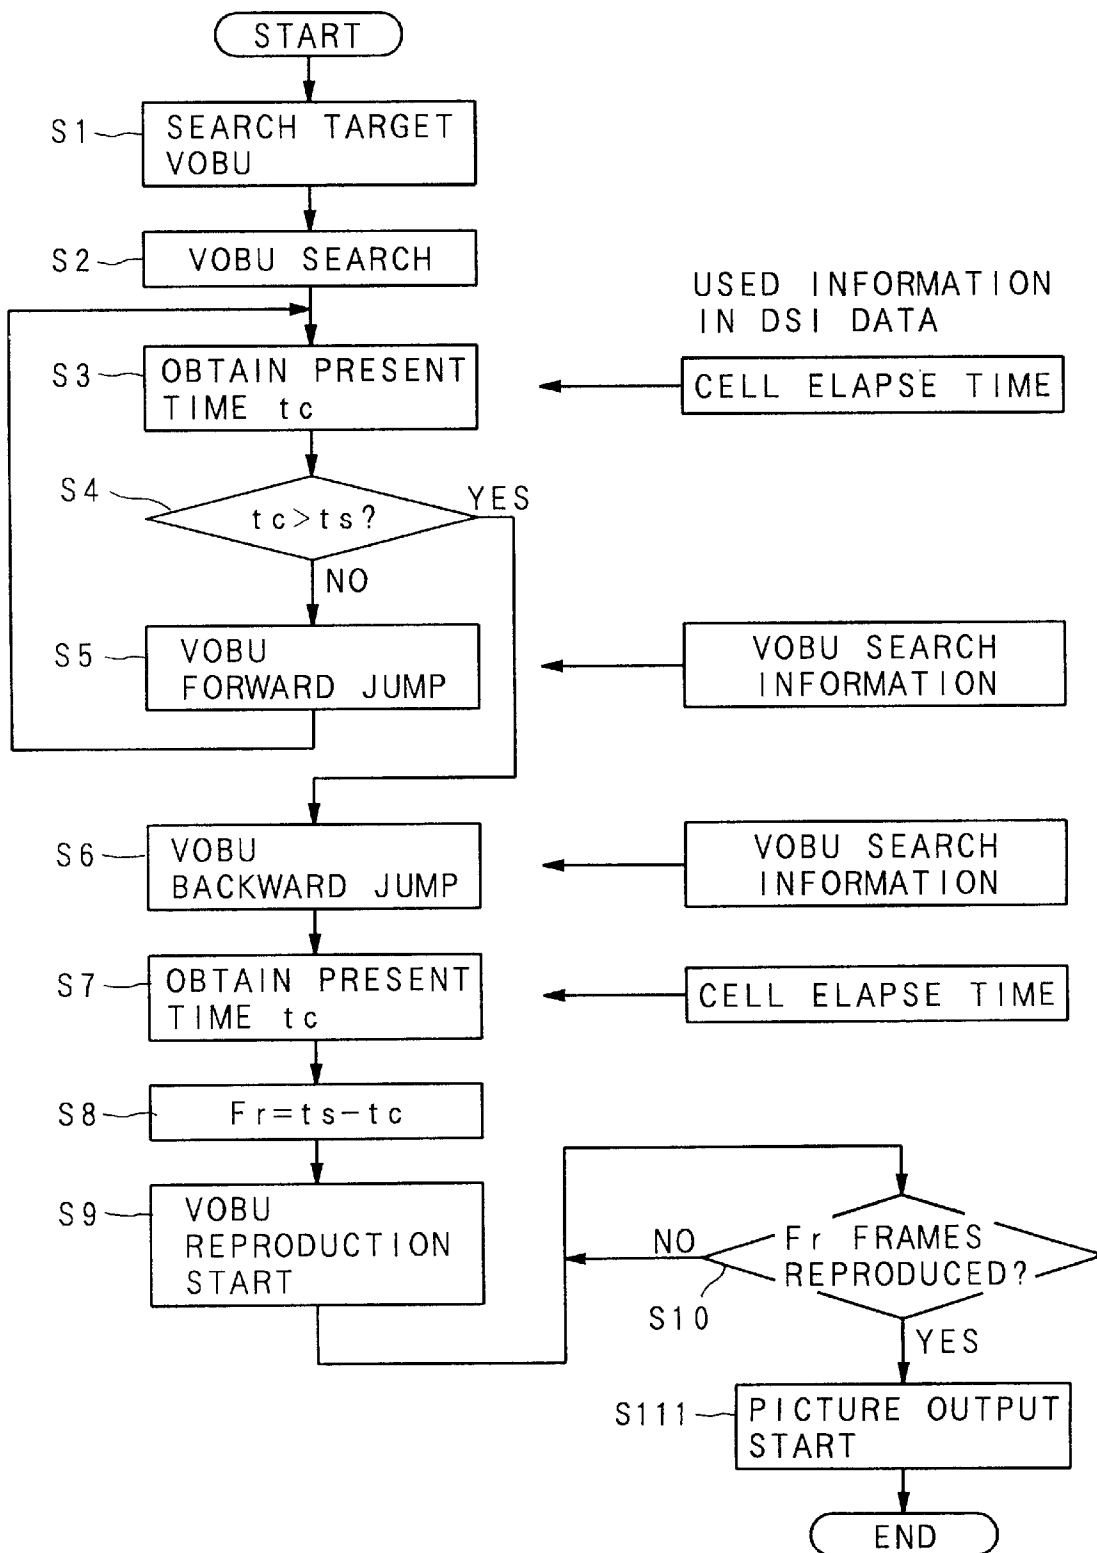 START
S1
SEARCH TARGET
VOBU
S2
VOBU SEARCH
USED INFORMATION
IN DSI DATA
S3
OBTAIN PRESENT
TIME tc
CELL ELAPSE TIME
S4
tc>ts?
YES
NO
S5
VOBU
FORWARD JUMP
VOBU SEARCH
INFORMATION
S6
VOBU
BACKWARD JUMP
VOBU SEARCH
INFORMATION
S7
OBTAIN PRESENT
TIME tc
CELL ELAPSE TIME
S8
Fr=ts-tc
S9
VOBU
REPRODUCTION
START
NO
Fr FRAMES
REPRODUCED?
S10
YES
S111
PICTURE OUTPUT
START
END